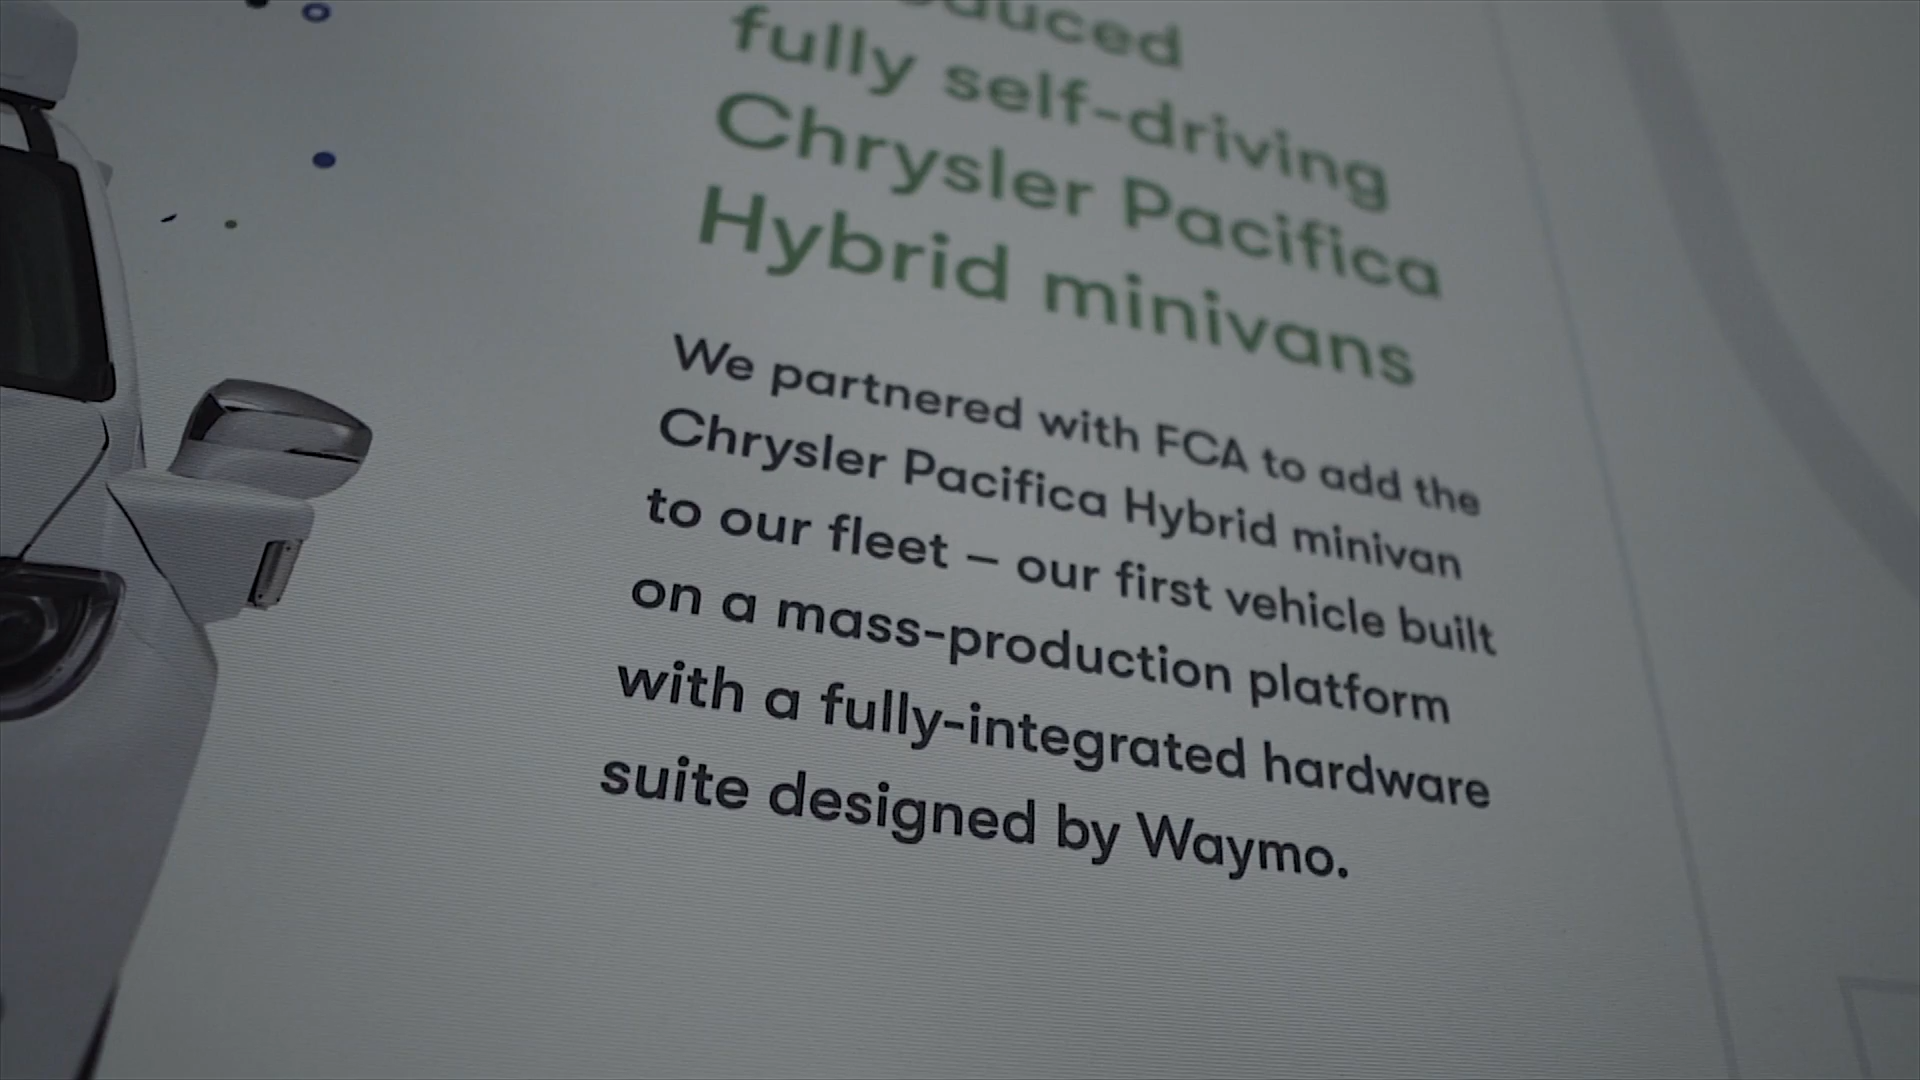 fully self-driving
Chrysler Pacifica
Hybrid minivans
We partnered with FCA to add the
Chrysler Pacifica Hybrid minivan
to our fleet – our first vehicle built
on a mass-production platform
with a fully-integrated hardware
suite designed by Waymo.